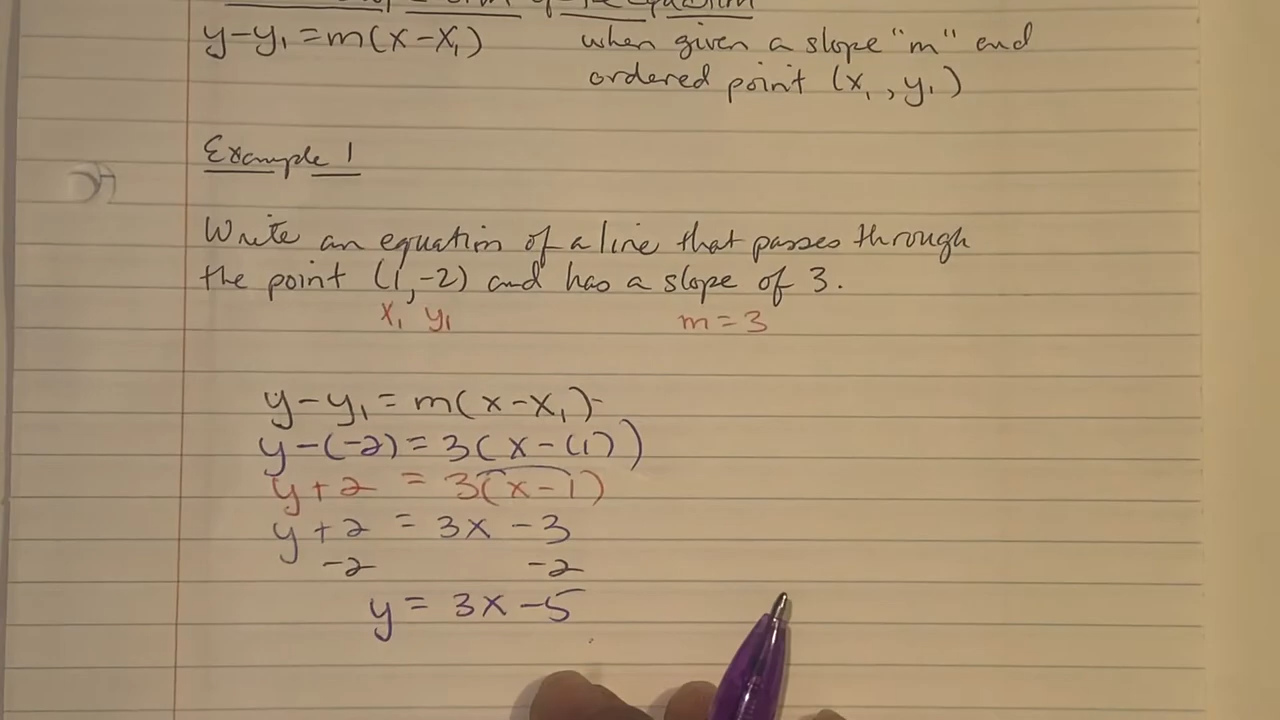 y-y₁=m(x-x₁) when given a slope "m" and
ordered point (x₁, y₁)
Example 1
Write an equation of a line that passes through
the point (1,-2) and has a slope of 3.
x₁ y₁ m=3
y-y₁=m(x-x₁)
y-(-2)=3(x-(1))
y+2 = 3(x-1)
y+2 = 3x-3
-2 -2
y = 3x-5